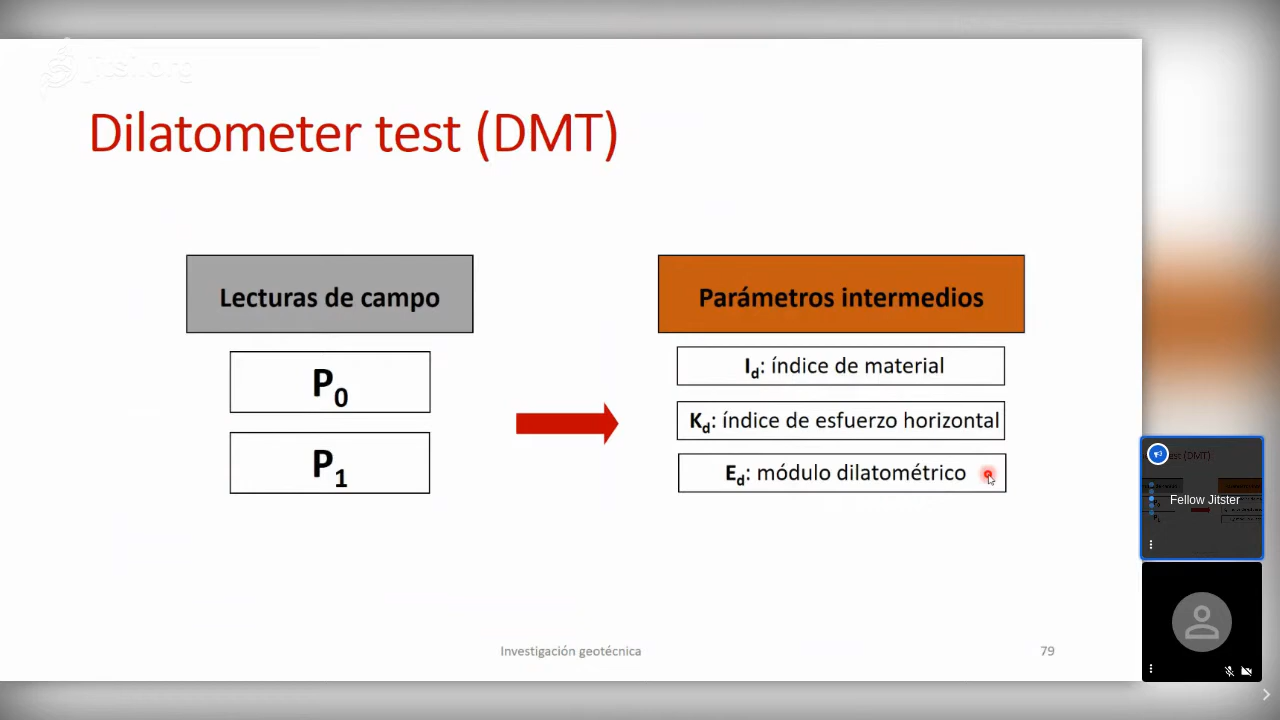 jitsi.org
Dilatometer test (DMT)
Lecturas de campo
P0
P1
Parámetros intermedios
Id: índice de material
Kd: índice de esfuerzo horizontal
Ed: módulo dilatométrico
Investigación geotécnica
79
Fellow Jitster